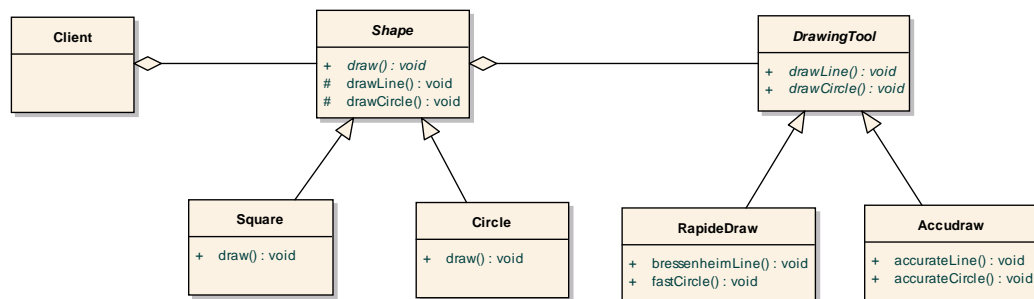 Client
Shape
+ draw() : void
# drawLine() : void
# drawCircle() : void
DrawingTool
+ drawLine() : void
+ drawCircle() : void
Square
+ draw() : void
Circle
+ draw() : void
RapideDraw
+ bressenheimLine() : void
+ fastCircle() : void
Accudraw
+ accurateLine() : void
+ accurateCircle() : void